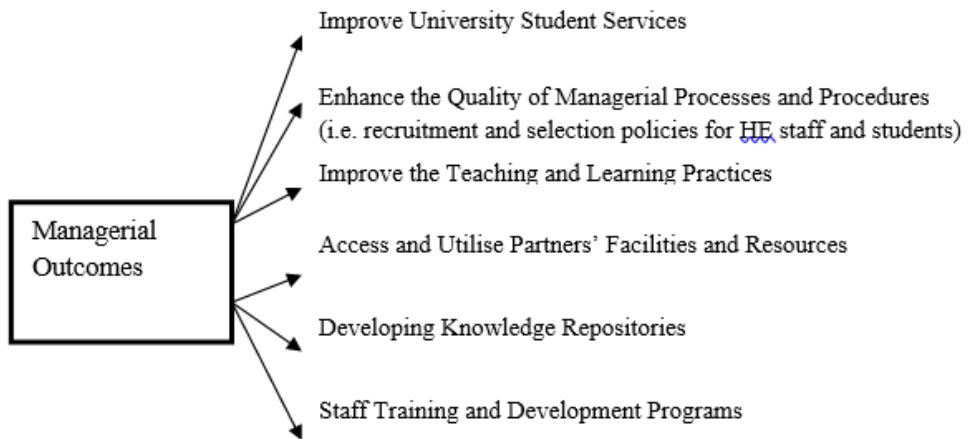 Improve University Student Services
Enhance the Quality of Managerial Processes and Procedures
(i.e. recruitment and selection policies for HE staff and students)
Improve the Teaching and Learning Practices
Managerial
Outcomes
Access and Utilise Partners' Facilities and Resources
Developing Knowledge Repositories
Staff Training and Development Programs